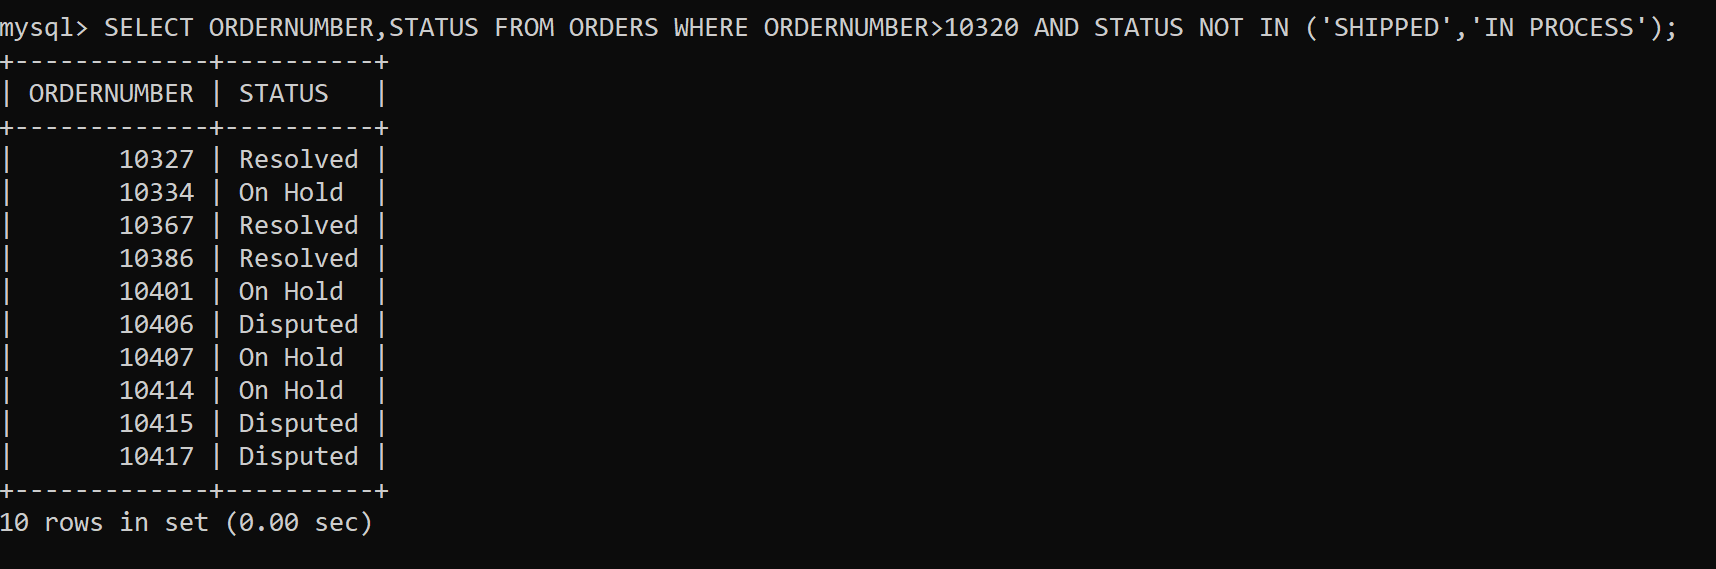 mysql> SELECT ORDERNUMBER,STATUS FROM ORDERS WHERE ORDERNUMBER>10320 AND STATUS NOT IN ('SHIPPED','IN PROCESS');
+-------------+----------+
| ORDERNUMBER | STATUS   |
+-------------+----------+
|       10327 | Resolved |
|       10334 | On Hold  |
|       10367 | Resolved |
|       10386 | Resolved |
|       10401 | On Hold  |
|       10406 | Disputed |
|       10407 | On Hold  |
|       10414 | On Hold  |
|       10415 | Disputed |
|       10417 | Disputed |
+-------------+----------+
10 rows in set (0.00 sec)